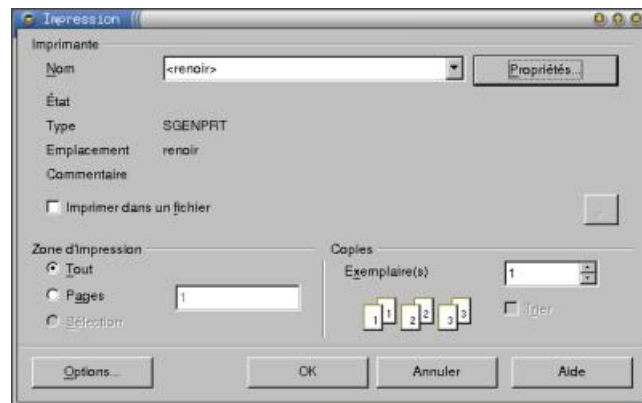 Impression
Imprimante
Nom <renoir> Propriétés...
État
Type SGENPRT
Emplacement renoir
Commentaire
Imprimer dans un fichier
Zone d'Impression Copies
Tout Exemplaire(s) 1
Pages 1
1 1 2 2 3 3 Trier
Sélection
Options... OK Annuler Aide